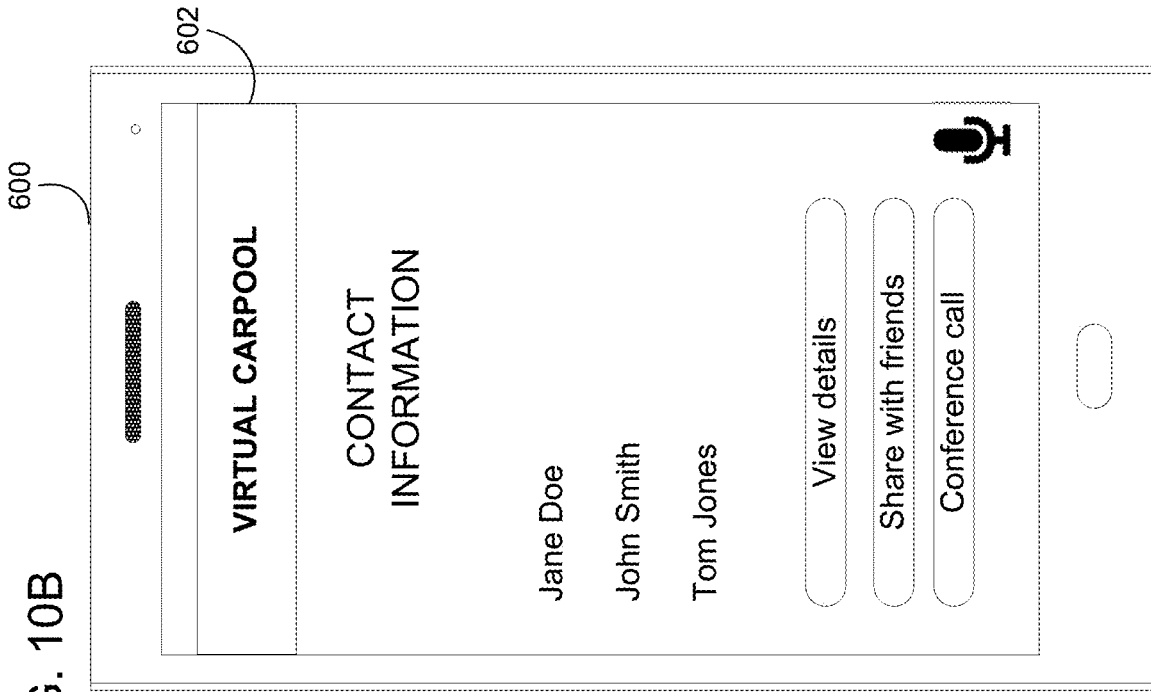 G. 10B
600
602
VIRTUAL CARPOOL
CONTACT
INFORMATION
Jane Doe
John Smith
Tom Jones
View details
Share with friends
Conference call